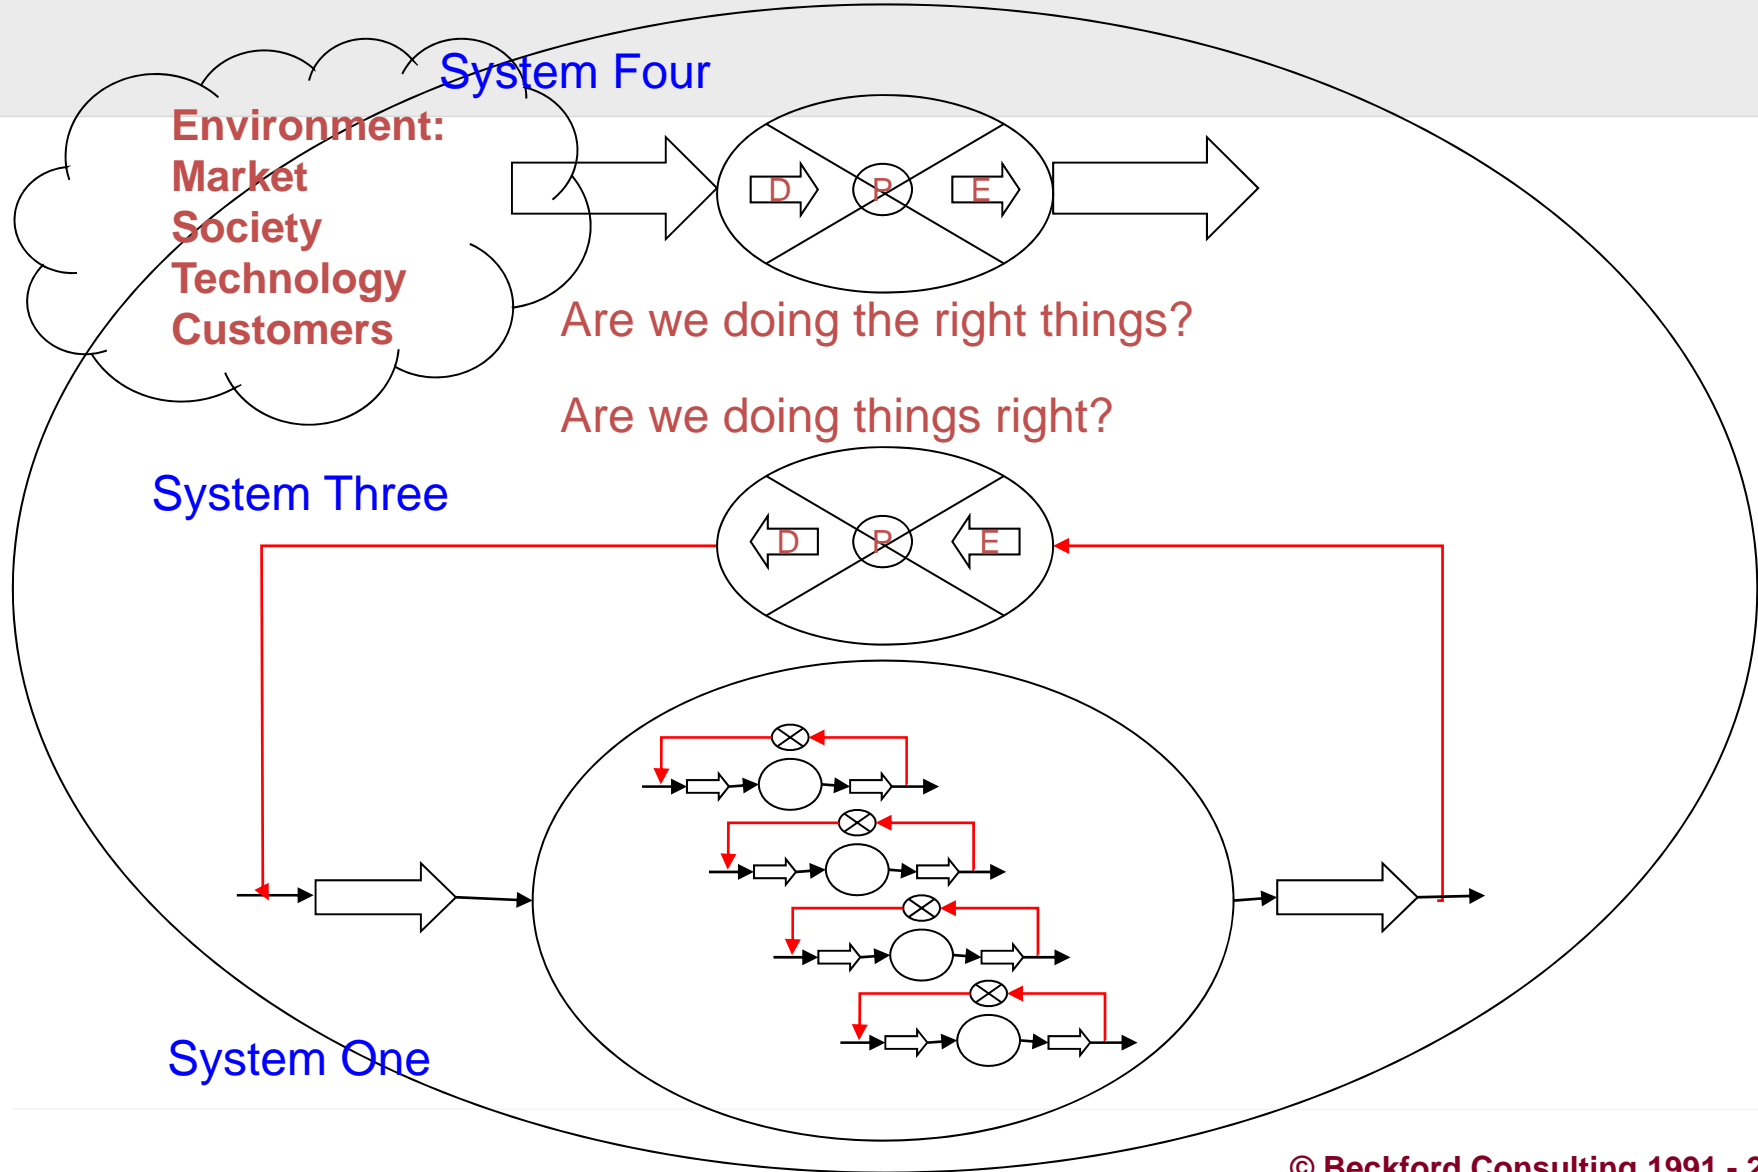 System Four
Environment:
Market
Society
Technology
Customers
D P E
Are we doing the right things?
Are we doing things right?
System Three
D P E
System One
© Beckford Consulting 1991 -